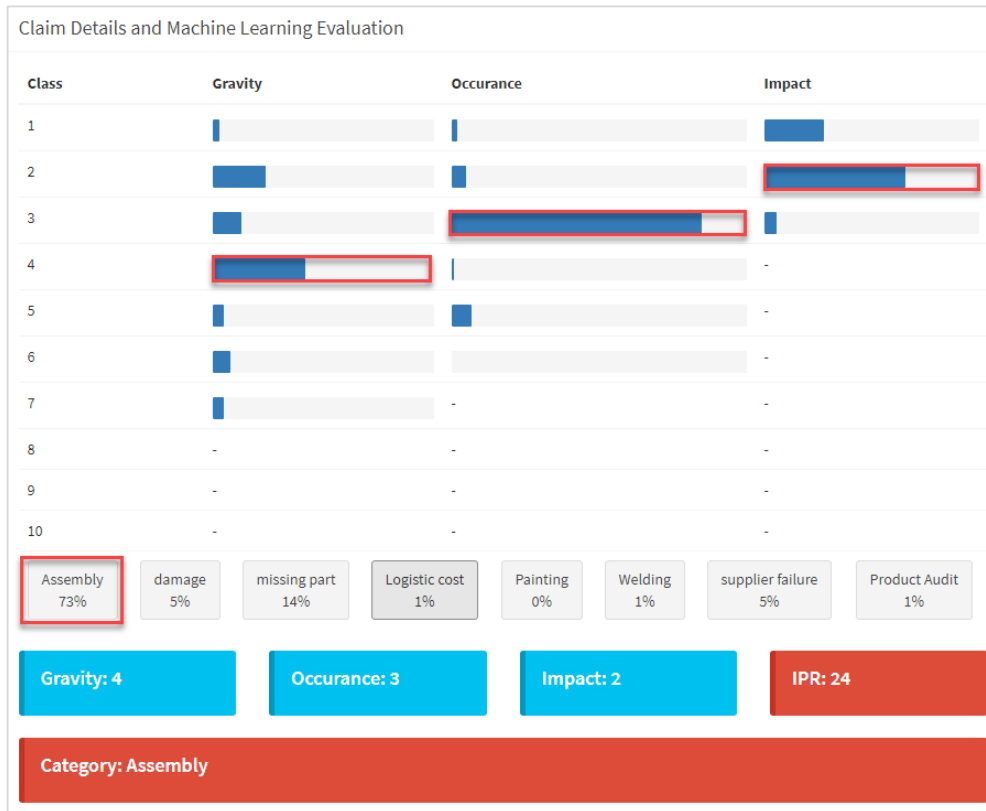 Claim Details and Machine Learning Evaluation
Class Gravity Occurance Impact
1
2
3
4 -
5 -
6 -
7 - -
8 - - -
9 - - -
10 - - -
Assembly damage missing part Logistic cost Painting Welding supplier failure Product Audit
73% 5% 14% 1% 0% 1% 5% 1%
Gravity: 4 Occurance: 3 Impact: 2 IPR: 24
Category: Assembly